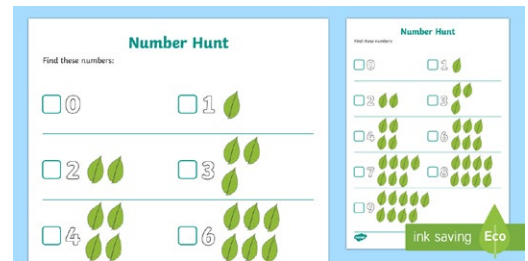 Number Hunt
Find these numbers:
0 1
2 3
4 6
Number Hunt
Find these numbers:
0 1
2 3
4 6
7 8
9
ink saving Eco